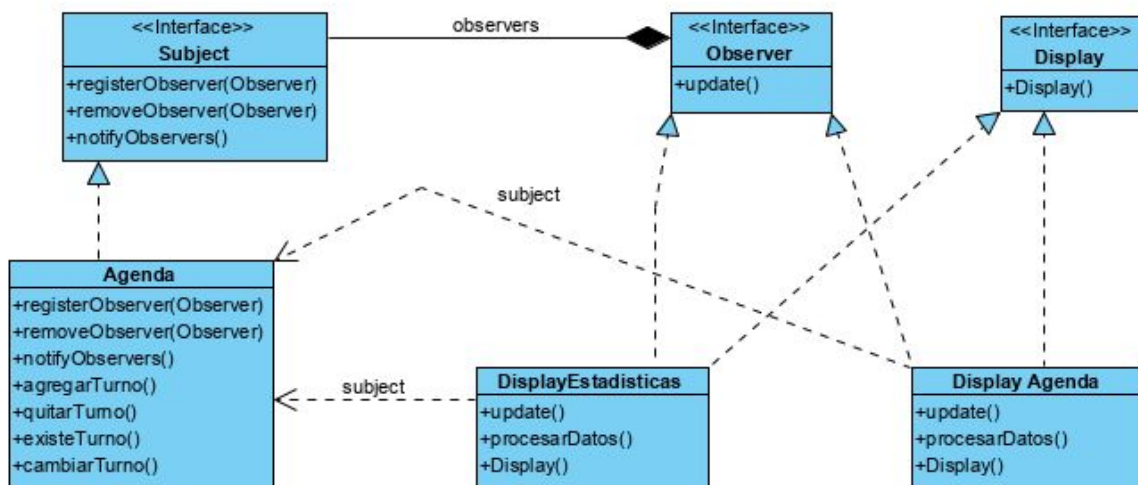 <<Interface>>
Subject
+registerObserver(Observer)
+removeObserver(Observer)
+notifyObservers()
observers
<<Interface>>
Observer
+update()
<<Interface>>
Display
+Display()
subject
Agenda
+registerObserver(Observer)
+removeObserver(Observer)
+notifyObservers()
+agregarTurno()
+quitarTurno()
+existeTurno()
+cambiarTurno()
subject
DisplayEstadisticas
+update()
+procesarDatos()
+Display()
Display Agenda
+update()
+procesarDatos()
+Display()